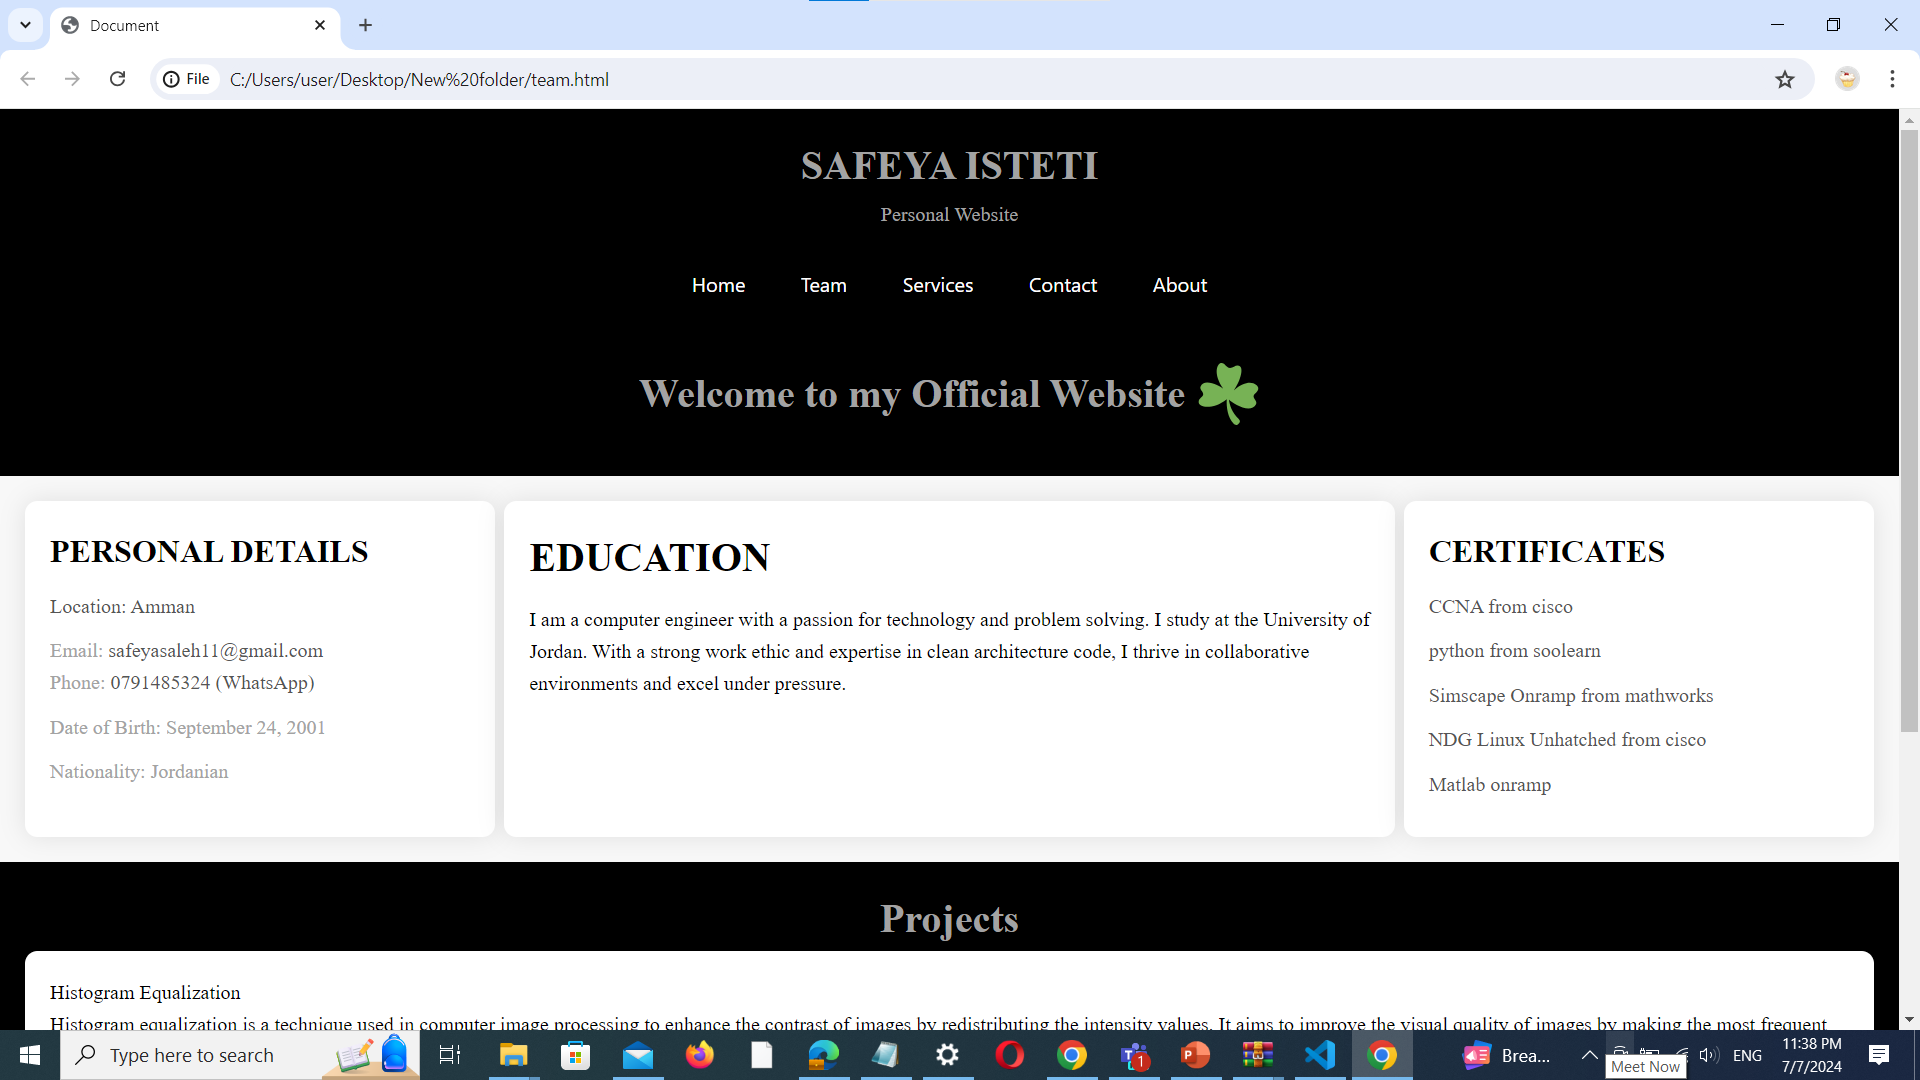 Document
File
C:/Users/user/Desktop/New%20folder/team.html
SAFEYA ISTETI
Personal Website
Home Team Services Contact About
Welcome to my Official Website ☘
PERSONAL DETAILS
Location: Amman
Email: safeyasaleh11@gmail.com
Phone: 0791485324 (WhatsApp)
Date of Birth: September 24, 2001
Nationality: Jordanian
EDUCATION
I am a computer engineer with a passion for technology and problem solving. I study at the University of
Jordan. With a strong work ethic and expertise in clean architecture code, I thrive in collaborative
environments and excel under pressure.
CERTIFICATES
CCNA from cisco
python from soolearn
Simscape Onramp from mathworks
NDG Linux Unhatched from cisco
Matlab onramp
Projects
Histogram Equalization
Histogram equalization is a technique used in computer image processing to enhance the contrast of images by redistributing the intensity values. It aims to improve the visual quality of images by making the most frequent
Type here to search
1
Brea...
ENG
11:38 PM
7/7/2024
Meet Now